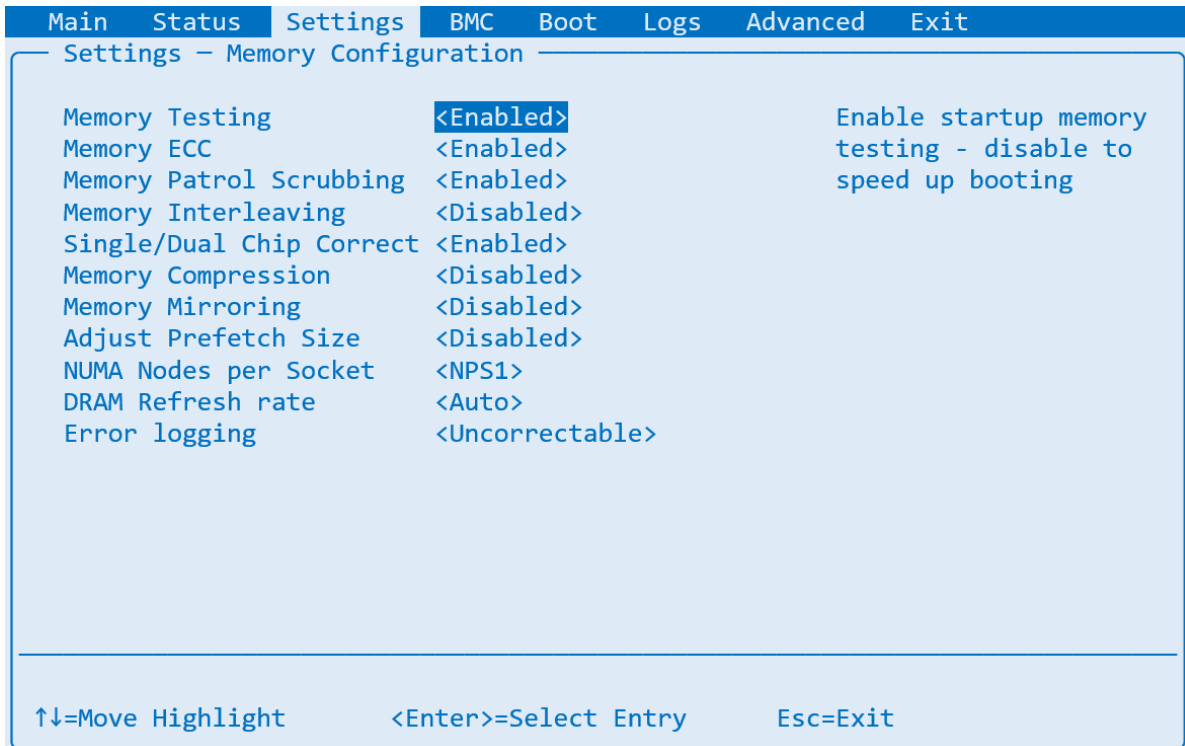 Main Status Settings BMC Boot Logs Advanced Exit
Settings — Memory Configuration
Memory Testing <Enabled> Enable startup memory
Memory ECC <Enabled> testing - disable to
Memory Patrol Scrubbing <Enabled> speed up booting
Memory Interleaving <Disabled>
Single/Dual Chip Correct <Enabled>
Memory Compression <Disabled>
Memory Mirroring <Disabled>
Adjust Prefetch Size <Disabled>
NUMA Nodes per Socket <NPS1>
DRAM Refresh rate <Auto>
Error logging <Uncorrectable>
↑↓=Move Highlight <Enter>=Select Entry Esc=Exit